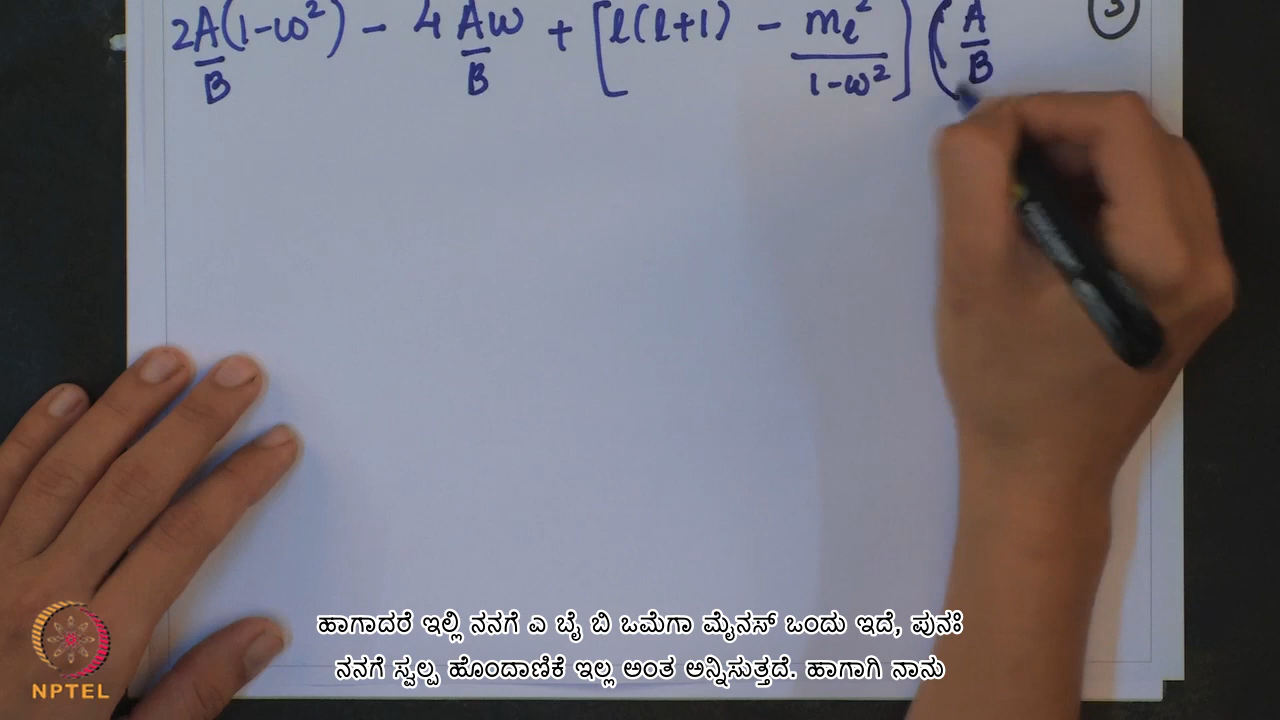 2A/B (1-ω²) - 4 A/B ω + [l(l+1) - mₗ²/(1-ω²)] (A/B
3
ಹಾಗಾದರೆ ಇಲ್ಲಿ ನನಗೆ ಎ ಬೈ ಬಿ ಒಮೆಗಾ ಮೈನಸ್ ಒಂದು ಇದೆ, ಪುನಃ
ನನಗೆ ಸ್ವಲ್ಪ ಹೊಂದಾಣಿಕೆ ಇಲ್ಲ ಅಂತ ಅನ್ನಿಸುತ್ತದೆ. ಹಾಗಾಗಿ ನಾನು
NPTEL